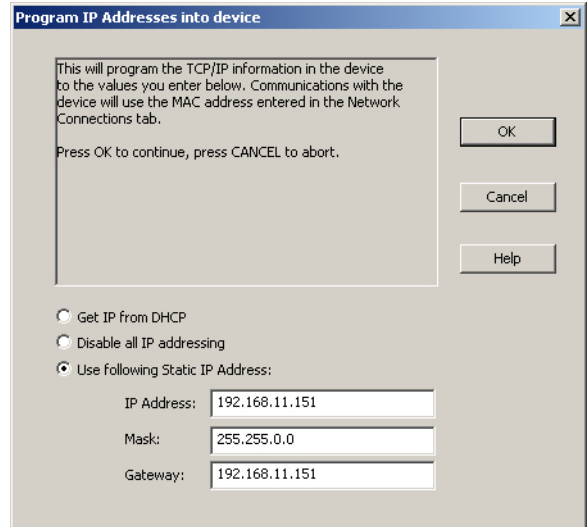 Program IP Addresses into device
This will program the TCP/IP information in the device
to the values you enter below. Communications with the
device will use the MAC address entered in the Network
Connections tab.
Press OK to continue, press CANCEL to abort.
OK
Cancel
Help
Get IP from DHCP
Disable all IP addressing
Use following Static IP Address:
IP Address: 192.168.11.151
Mask: 255.255.0.0
Gateway: 192.168.11.151